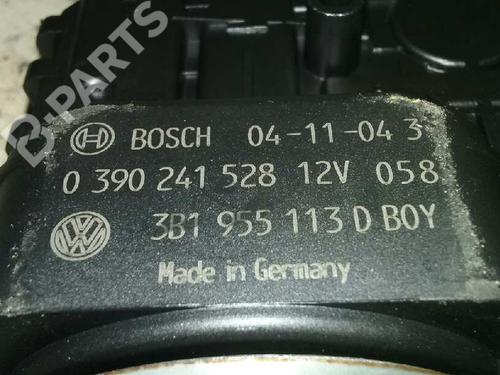 B-PARTS
BOSCH 04-11-04 3
0 390 241 528 12V 058
3B1 955 113 D BOY
Made in Germany